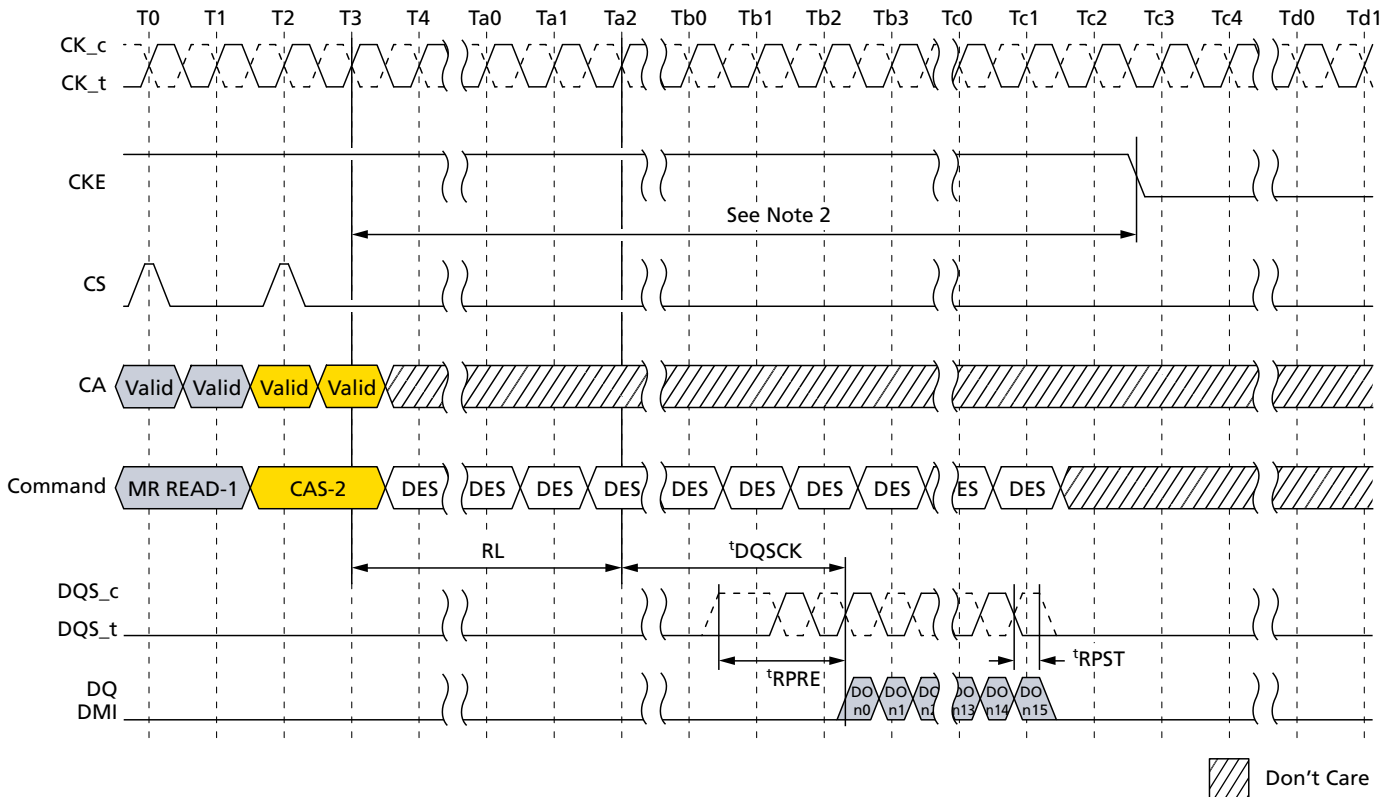 T0 T1 T2 T3 T4 Ta0 Ta1 Ta2 Tb0 Tb1 Tb2 Tb3 Tc0 Tc1 Tc2 Tc3 Tc4 Td0 Td1
CK_c
CK_t
CKE
See Note 2
CS
CA Valid Valid Valid Valid
Command MR READ-1 CAS-2 DES DES DES DES DES DES DES DES ES DES
RL tDQSCK
DQS_c
DQS_t
tRPRE tRPST
DQ DO DO DO DO DO DO
DMI n0 n1 n2 n13 n14 n15
Don't Care